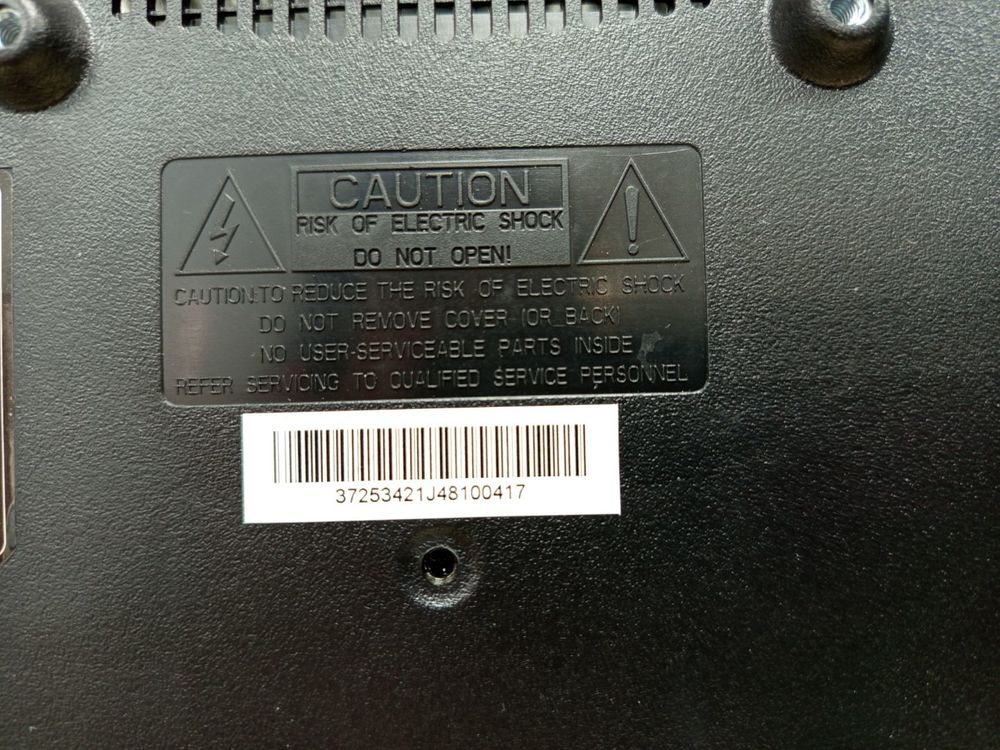 CAUTION
RISK OF ELECTRIC SHOCK
DO NOT OPEN!
CAUTION:TO REDUCE THE RISK OF ELECTRIC SHOCK
DO NOT REMOVE COVER (OR BACK)
NO USER-SERVICEABLE PARTS INSIDE
REFER SERVICING TO QUALIFIED SERVICE PERSONNEL
37253421J48100417